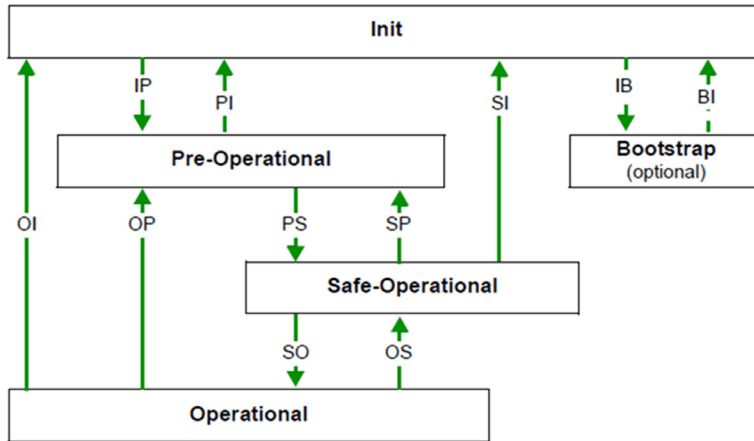 Init
IP
PI
SI
IB
BI
Pre-Operational
Bootstrap
(optional)
OI
OP
PS
SP
Safe-Operational
SO
OS
Operational